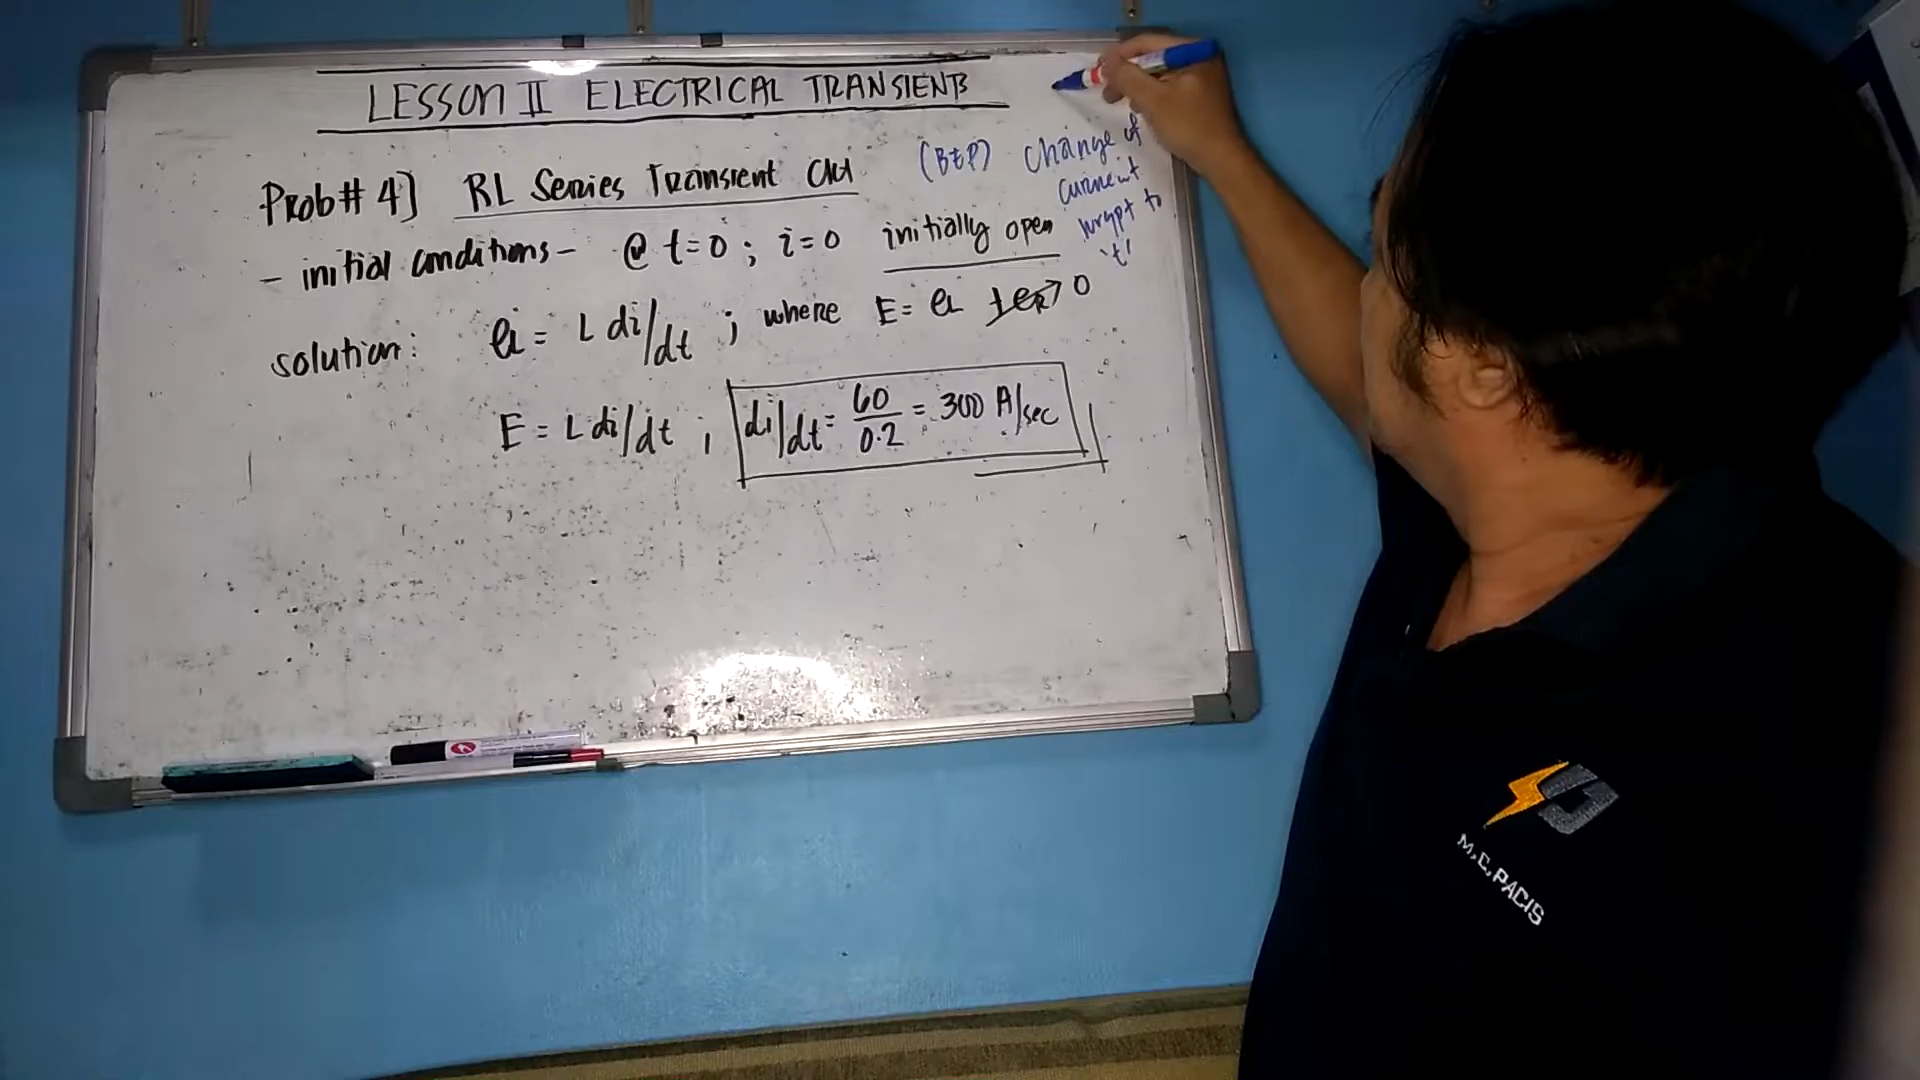 LESSON II ELECTRICAL TRANSIENTS
Prob# 4] RL Series Transient Ckt
(BEP) Change of
current
wrspt to
't'
- initial conditions - @ t=0 ; i=0 initially open
solution: eL = L di/dt ; where E = eL + eR → 0
E = L di/dt ; di/dt = 60/0.2 = 300 A/sec
M.C. PACIS